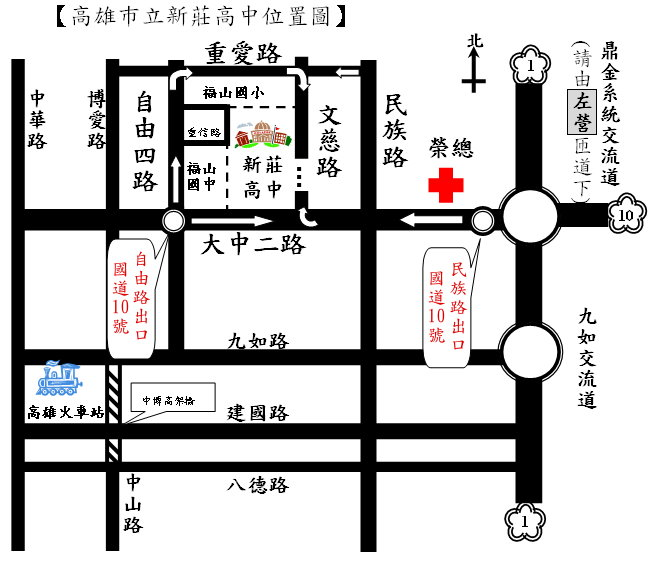 【高雄市立新莊高中位置圖】
重愛路
北
1
鼎金系統交流道
(請由左營匝道下)
中華路
博愛路
自由四路
福山國小
重信路
文慈路
民族路
榮總
福山國中
新莊高中
10
大中二路
自由路出口
國道10號
民族路出口
國道10號
九如路
九如交流道
高雄火車站
中博高架橋
建國路
中山路
八德路
1